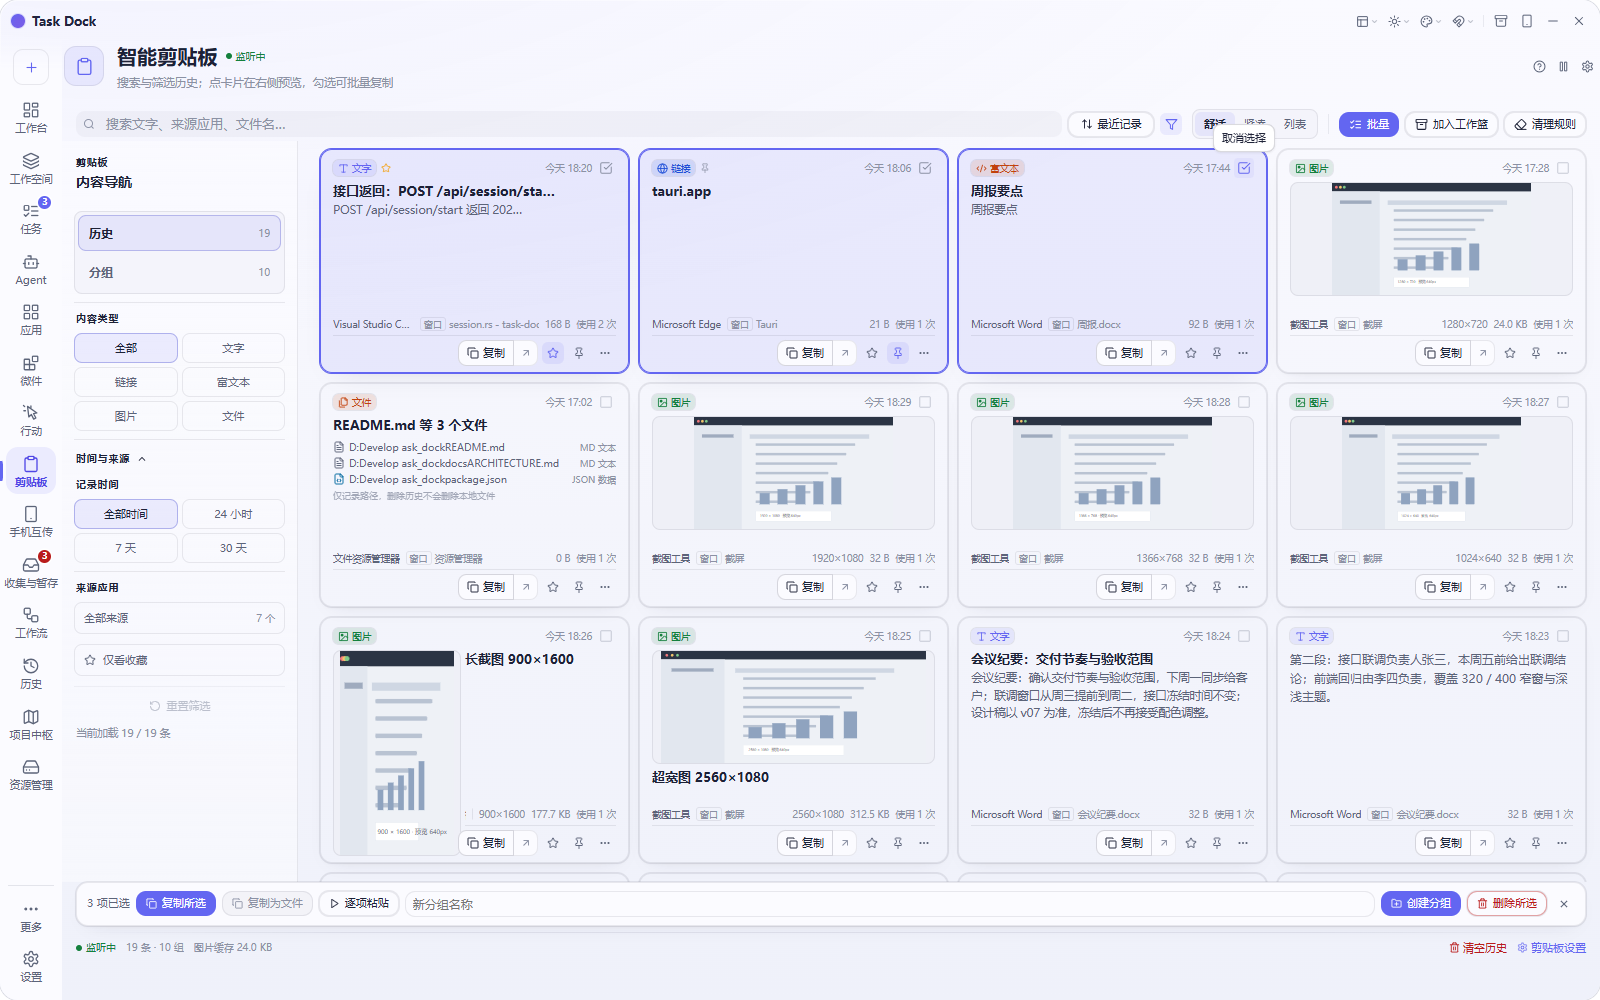 Task Dock
智能剪贴板
监听中
搜索与筛选历史；点卡片在右侧预览，勾选可批量复制
工作台
工作空间
3
任务
Agent
应用
微件
行动
剪贴板
手机互传
3
收集与暂存
工作流
历史
项目中枢
资源管理
更多
设置
搜索文字、来源应用、文件名...
最近记录
舒适
列表
取消选择
批量
加入工作篮
清理规则
剪贴板
内容导航
历史 19
分组 10
内容类型
全部 文字
链接 富文本
图片 文件
时间与来源
记录时间
全部时间 24 小时
7 天 30 天
来源应用
全部来源 7 个
仅看收藏
重置筛选
当前加载 19 / 19 条
文字 今天 18:20
接口返回：POST /api/session/sta...
POST /api/session/start 返回 202...
Visual Studio C... 窗口 session.rs - task-doc 168 B 使用 2 次
复制
链接 今天 18:06
tauri.app
Microsoft Edge 窗口 Tauri 21 B 使用 1 次
复制
富文本 今天 17:44
周报要点
周报要点
Microsoft Word 窗口 周报.docx 92 B 使用 1 次
复制
图片 今天 17:28
截图工具 窗口 截屏 1280×720 24.0 KB 使用 1 次
复制
文件 今天 17:02
README.md 等 3 个文件
D:Develop ask_dockREADME.md MD 文本
D:Develop ask_dockdocsARCHITECTURE.md MD 文本
D:Develop ask_dockpackage.json JSON 数据
仅记录路径，删除历史不会删除本地文件
文件资源管理器 窗口 资源管理器 0 B 使用 1 次
复制
图片 今天 18:29
截图工具 窗口 截屏 1920×1080 32 B 使用 1 次
复制
图片 今天 18:28
截图工具 窗口 截屏 1366×768 32 B 使用 1 次
复制
图片 今天 18:27
截图工具 窗口 截屏 1024×640 32 B 使用 1 次
复制
图片 今天 18:26
长截图 900×1600
900 × 1600 预览 640px
900×1600 177.7 KB 使用 1 次
复制
图片 今天 18:25
超宽图 2560×1080
截图工具 窗口 截屏 2560×1080 312.5 KB 使用 1 次
复制
文字 今天 18:24
会议纪要：交付节奏与验收范围
会议纪要：确认交付节奏与验收范围，下周一同步给客
户；联调窗口从周三提前到周二，接口冻结时间不变；
设计稿以 v07 为准，冻结后不再接受配色调整。
Microsoft Word 窗口 会议纪要.docx 32 B 使用 1 次
复制
文字 今天 18:23
第二段：接口联调负责人张三，本周五前给出联调结
论；前端回归由李四负责，覆盖 320 / 400 窄窗与深
浅主题。
Microsoft Word 窗口 会议纪要.docx 32 B 使用 1 次
复制
3 项已选 复制所选 复制为文件 逐项粘贴 新分组名称 创建分组 删除所选
监听中 19 条 · 10 组 图片缓存 24.0 KB 清空历史 剪贴板设置